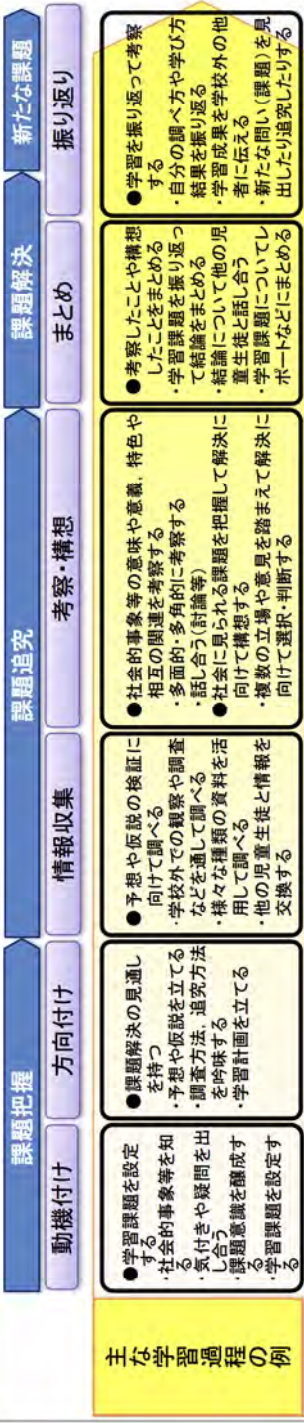 課題把握
課題追究
課題解決
新たな課題
動機付け
方向付け
情報収集
考察・構想
まとめ
振り返り
主な学習過程の例
●学習課題を設定
する
・社会的事象等を知
る
・気付きや疑問を出
し合う
・課題意識を醸成す
る
・学習課題を設定す
る
●課題解決の見通し
を持つ
・予想や仮説を立てる
・調査方法、追究方法
を吟味する
・学習計画を立てる
●予想や仮説の検証に
向けて調べる
・学校外での観察や調査
などを通して調べる
・様々な種類の資料を活
用して調べる
・他の児童生徒と情報を
交換する
●社会的事象等の意味や意義、特色や
相互の関連を考察する
・多面的・多角的に考察する
・話し合う(討論等)
●社会に見られる課題を把握して解決に
向けて構想する
・複数の立場や意見を踏まえて解決に
向けて選択・判断する
●考察したことや構想
したことをまとめる
・学習課題を振り返っ
て結論をまとめる
・結論について他の児
童生徒と話し合う
・学習課題についてレ
ポートなどにまとめる
●学習を振り返って考察
する
・自分の調べ方や学び方
、結果を振り返る
・学習成果を学校外の他
者に伝える
・新たな問い(課題)を見
出したり追究したりする